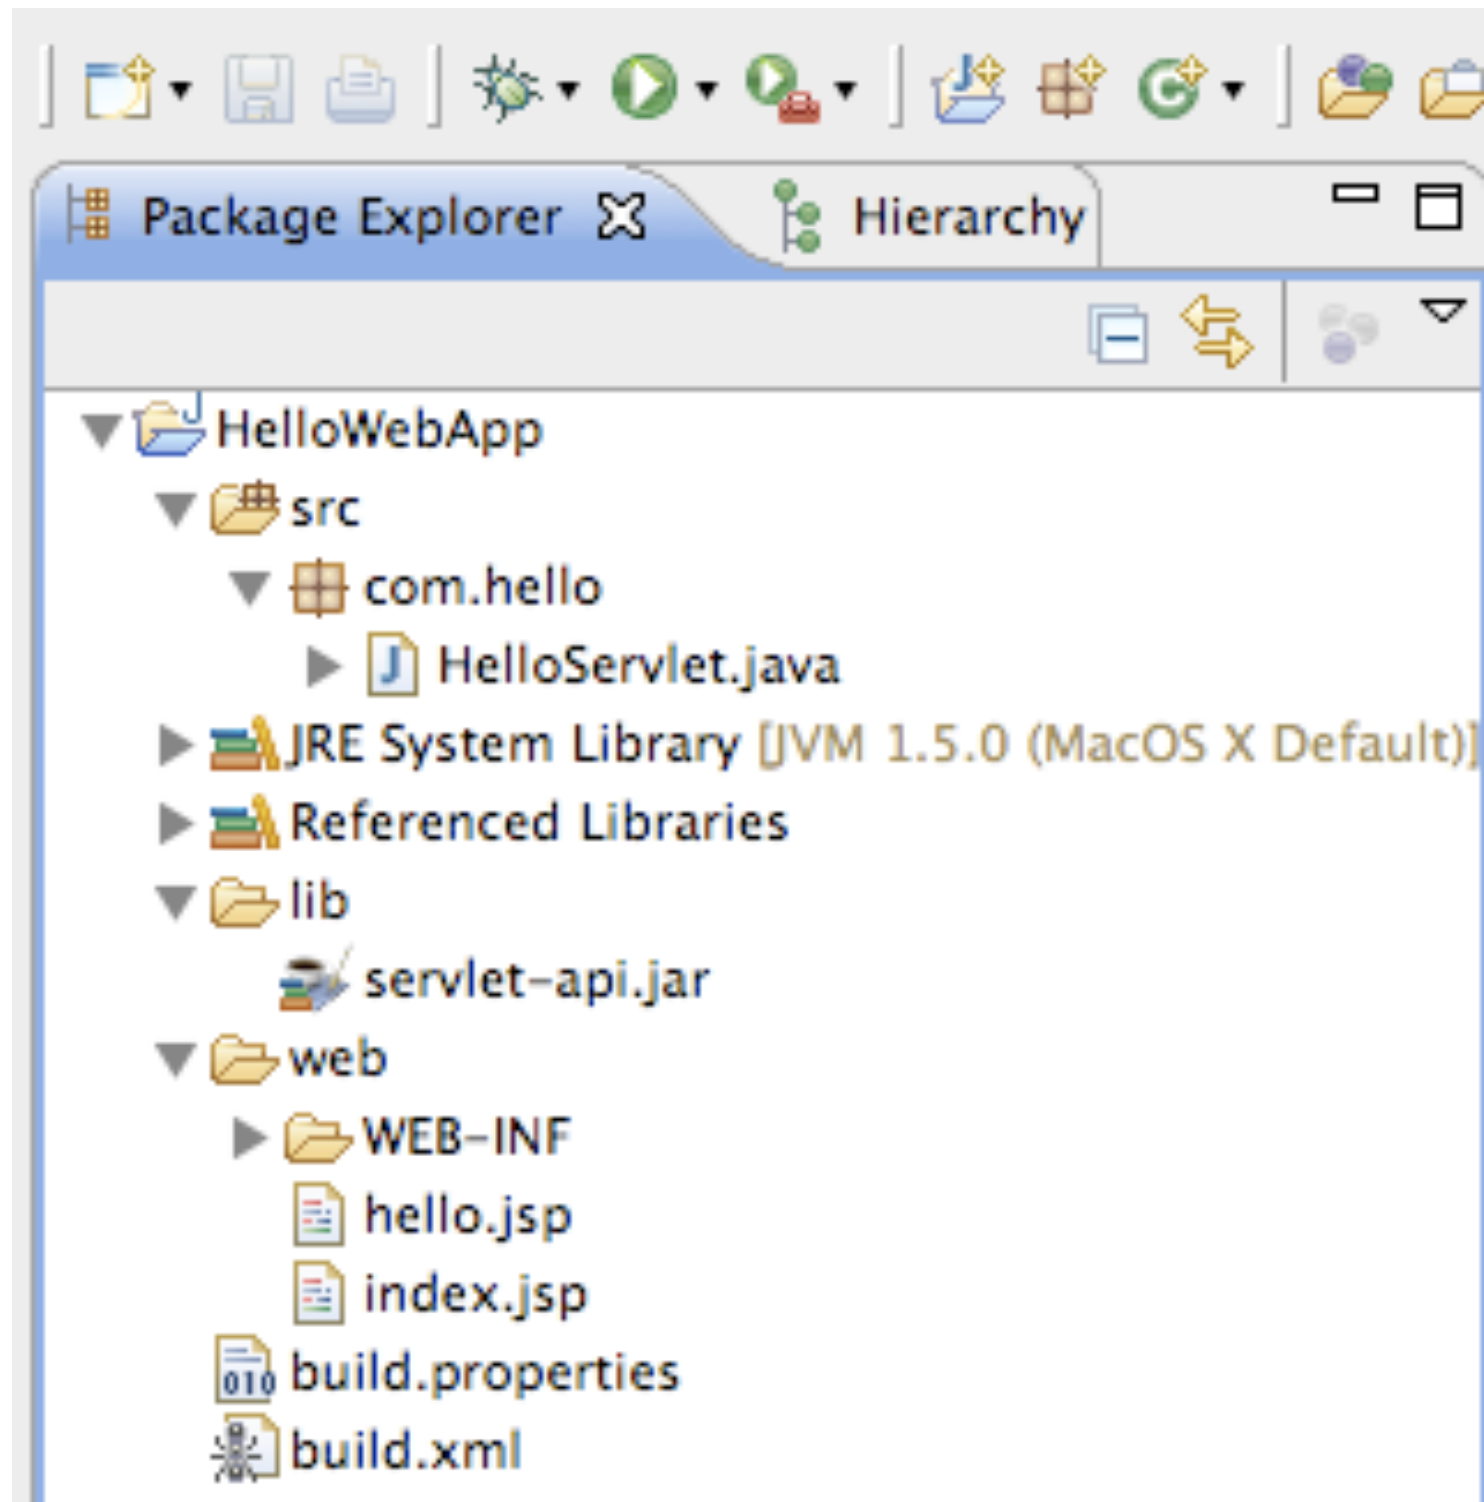 Package Explorer Hierarchy
HelloWebApp
src
com.hello
HelloServlet.java
JRE System Library [JVM 1.5.0 (MacOS X Default)]
Referenced Libraries
lib
servlet-api.jar
web
WEB-INF
hello.jsp
index.jsp
build.properties
build.xml